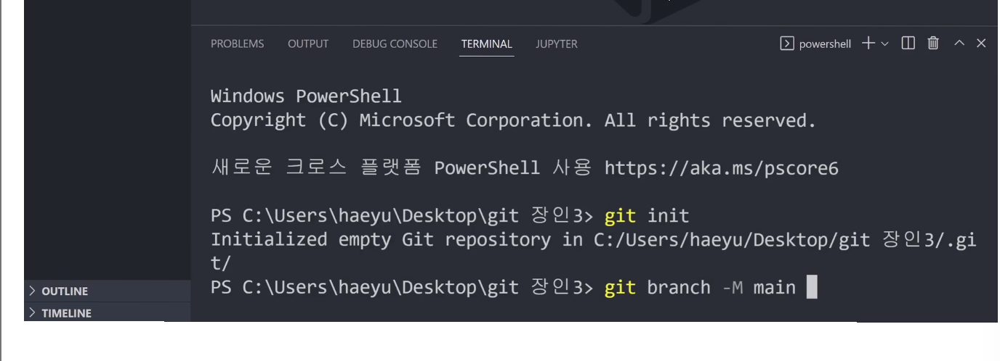 PROBLEMS OUTPUT DEBUG CONSOLE TERMINAL JUPYTER powershell
Windows PowerShell
Copyright (C) Microsoft Corporation. All rights reserved.
새로운 크로스 플랫폼 PowerShell 사용 https://aka.ms/pscore6
PS C:\Users\haeyu\Desktop\git 장인3> git init
Initialized empty Git repository in C:/Users/haeyu/Desktop/git 장인3/.gi
t/
PS C:\Users\haeyu\Desktop\git 장인3> git branch -M main
OUTLINE
TIMELINE